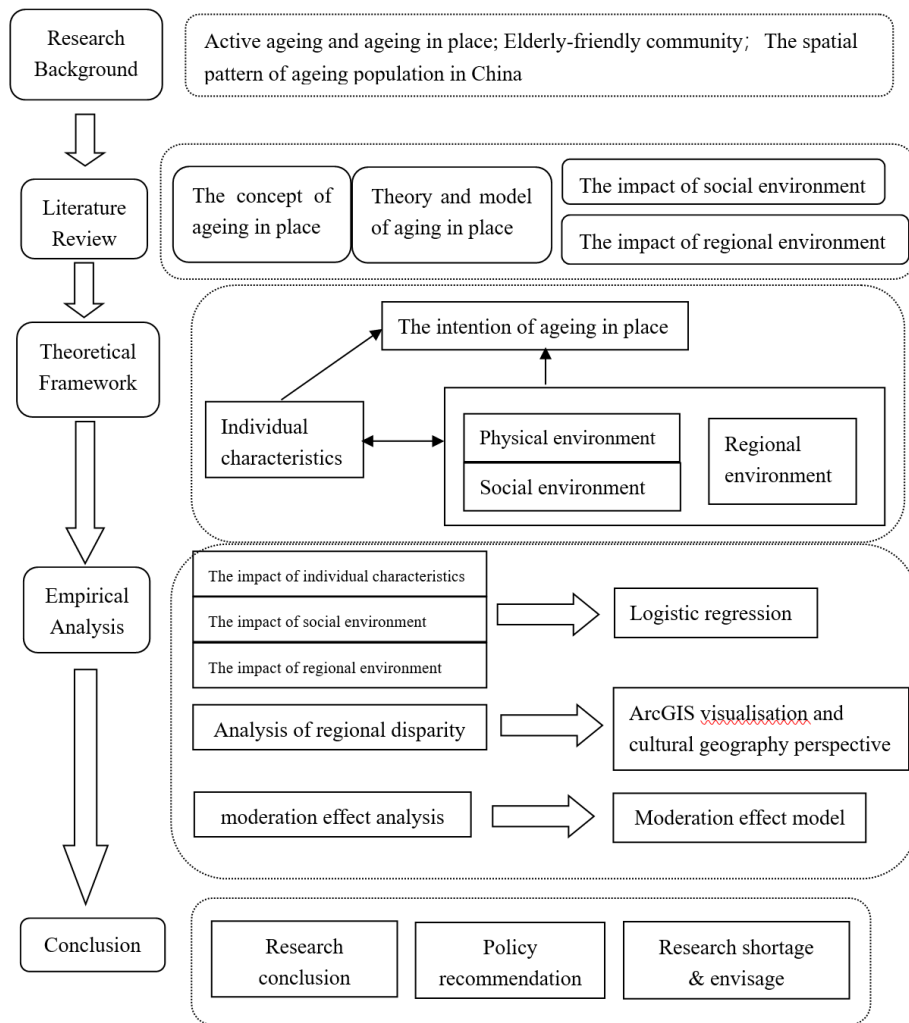 Research
Background
Active ageing and ageing in place; Elderly-friendly community；The spatial
pattern of ageing population in China
Literature
Review
The concept of
ageing in place
Theory and model
of aging in place
The impact of social environment
The impact of regional environment
Theoretical
Framework
The intention of ageing in place
Individual
characteristics
Physical environment
Social environment
Regional
environment
Empirical
Analysis
The impact of individual characteristics
The impact of social environment
The impact of regional environment
Logistic regression
Analysis of regional disparity
ArcGIS visualisation and
cultural geography perspective
moderation effect analysis
Moderation effect model
Conclusion
Research
conclusion
Policy
recommendation
Research shortage
& envisage